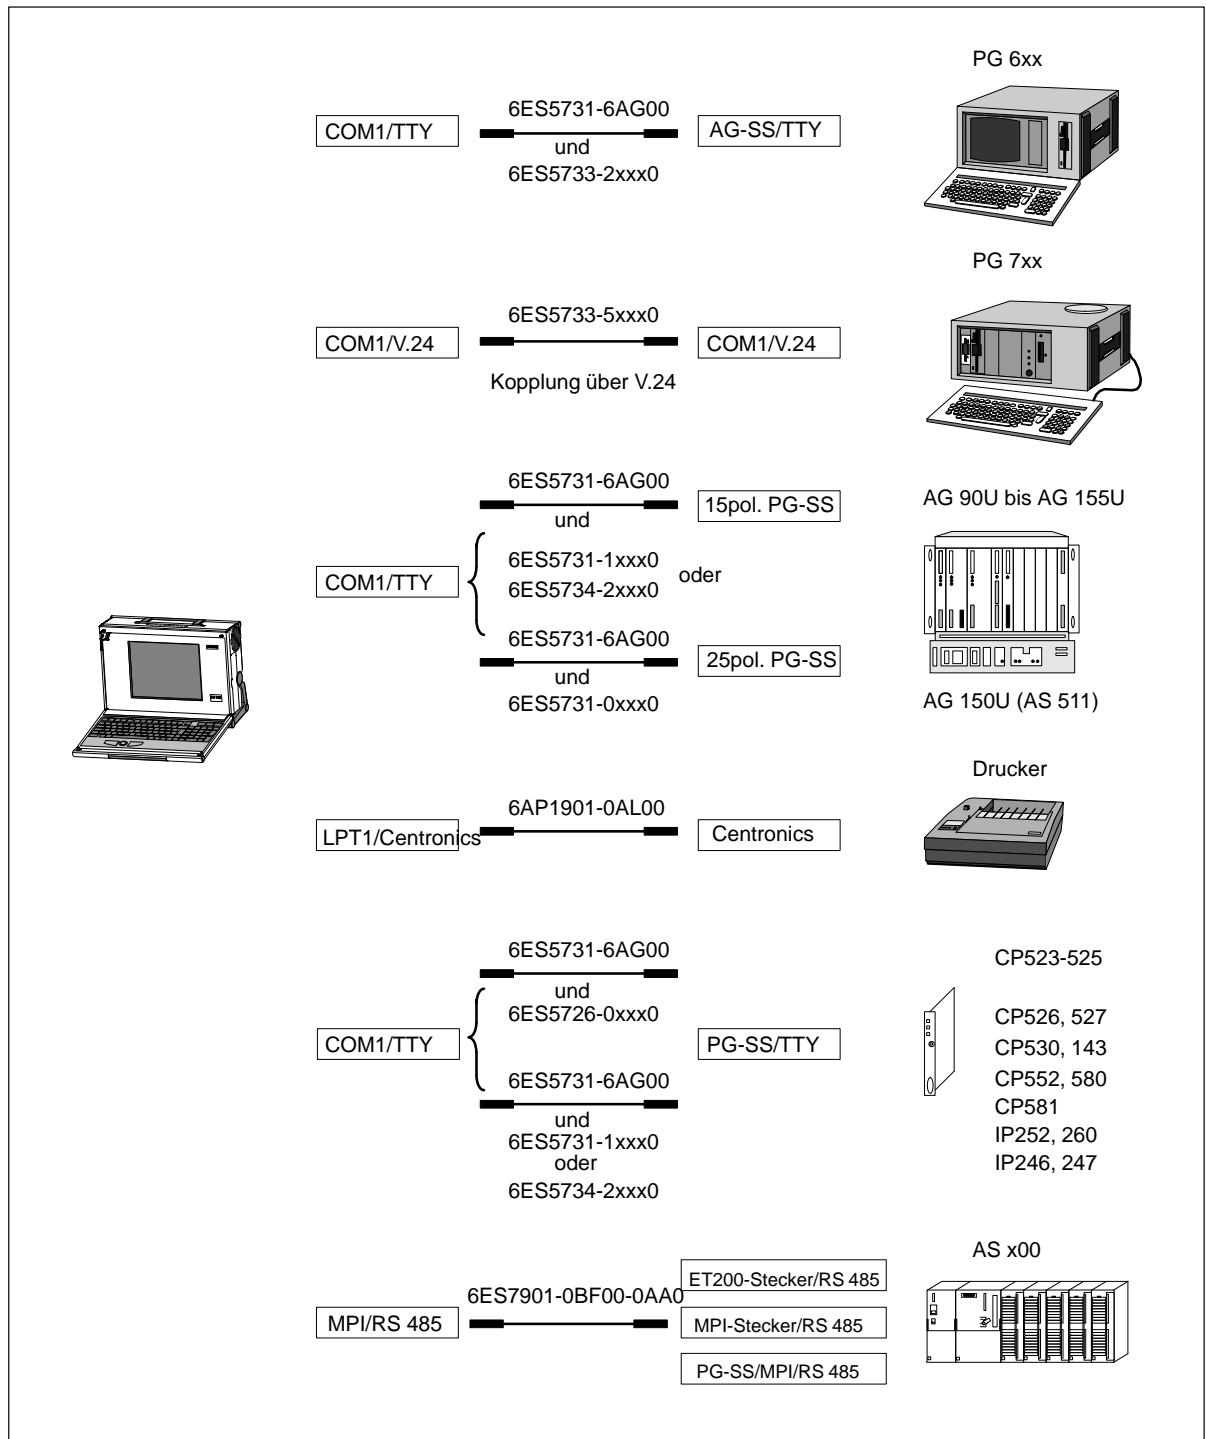 PG 6xx
6ES5731-6AG00
COM1/TTY
AG-SS/TTY
und
6ES5733-2xxx0
PG 7xx
6ES5733-5xxx0
COM1/V.24
COM1/V.24
Kopplung über V.24
6ES5731-6AG00
15pol. PG-SS
AG 90U bis AG 155U
und
6ES5731-1xxx0
oder
COM1/TTY
6ES5734-2xxx0
6ES5731-6AG00
25pol. PG-SS
und
6ES5731-0xxx0
AG 150U (AS 511)
Drucker
6AP1901-0AL00
LPT1/Centronics
Centronics
6ES5731-6AG00
CP523-525
und
6ES5726-0xxx0
CP526, 527
COM1/TTY
PG-SS/TTY
CP530, 143
6ES5731-6AG00
CP552, 580
CP581
und
6ES5731-1xxx0
IP252, 260
oder
IP246, 247
6ES5734-2xxx0
AS x00
ET200-Stecker/RS 485
6ES7901-0BF00-0AA0
MPI/RS 485
MPI-Stecker/RS 485
PG-SS/MPI/RS 485